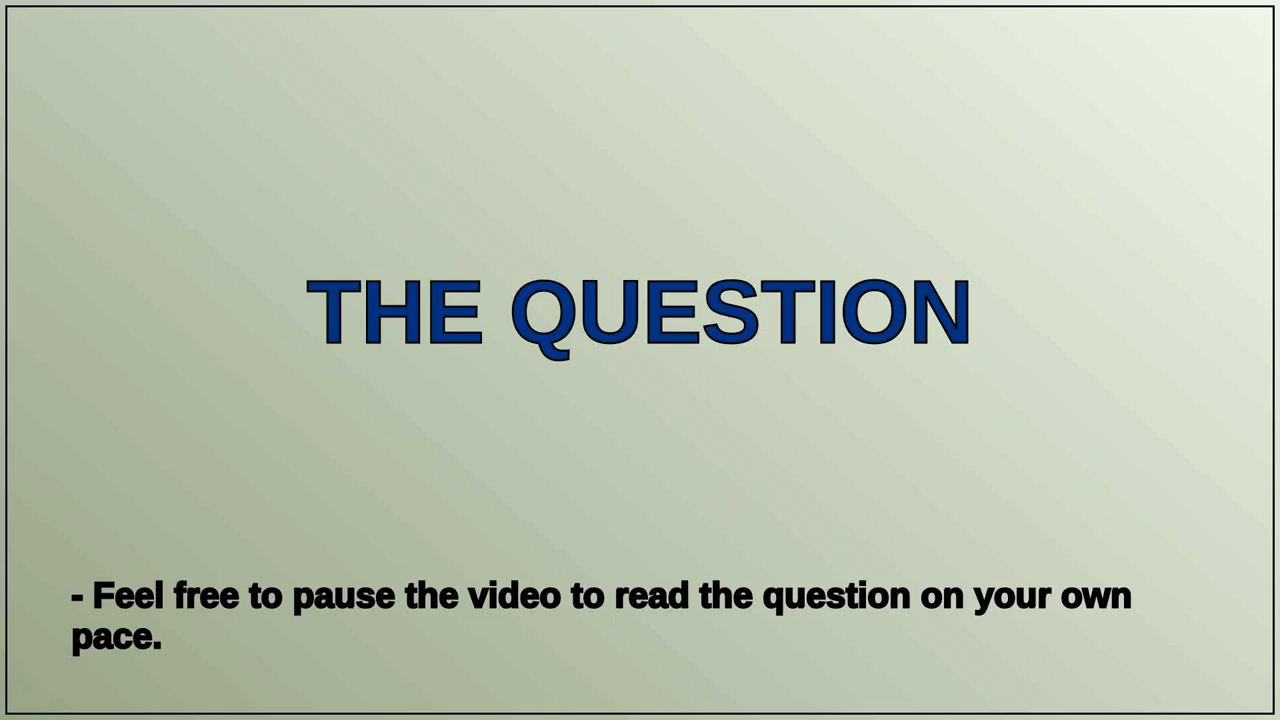 THE QUESTION
- Feel free to pause the video to read the question on your own
pace.